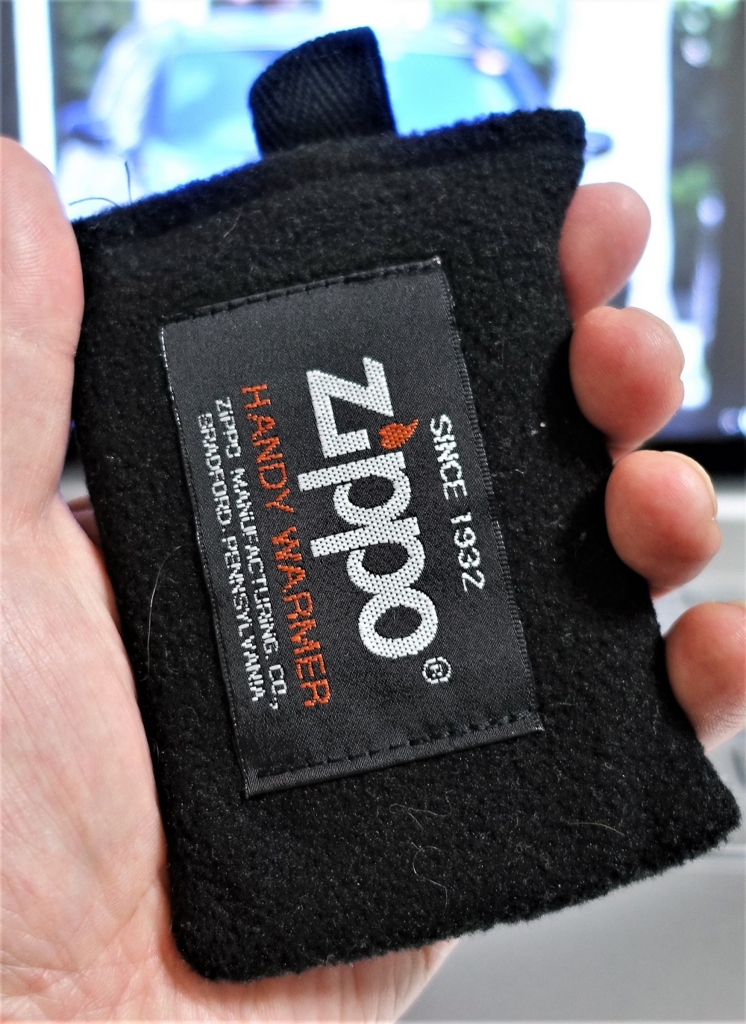 SINCE 1932
zippo®
HANDY WARMER
ZIPPO MANUFACTURING CO.,
BRADFORD. PENNSYLVANIA